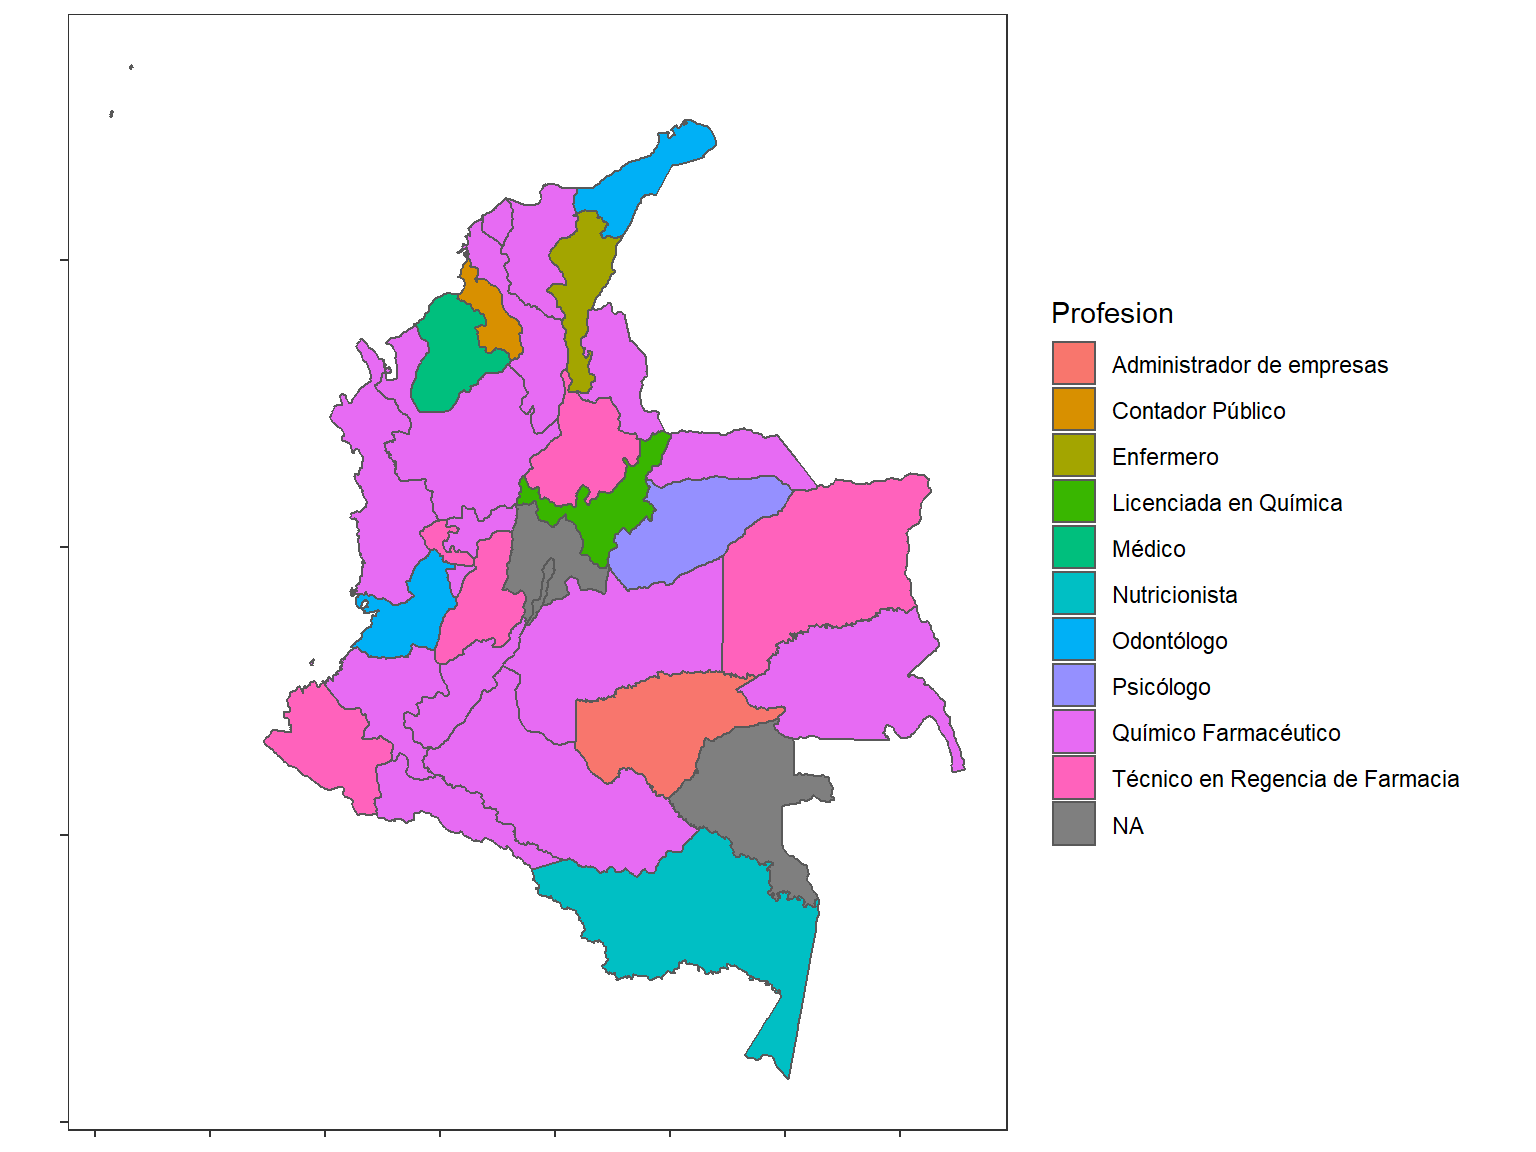 Profesion
Administrador de empresas
Contador Público
Enfermero
Licenciada en Química
Médico
Nutricionista
Odontólogo
Psicólogo
Químico Farmacéutico
Técnico en Regencia de Farmacia
NA